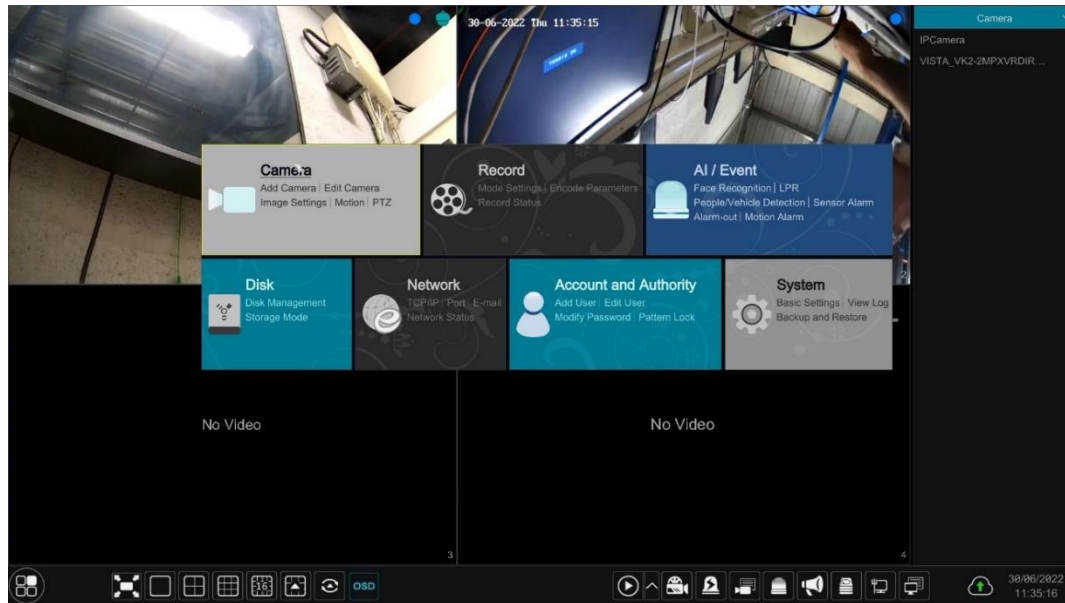 30-06-2022 Thu 11:35:15
Camera
IPCamera
VISTA_VK2-2MPXVRDIR...
Camera
Add Camera | Edit Camera
Image Settings | Motion | PTZ
Record
Mode Settings | Encode Parameters
Record Status
AI / Event
Face Recognition | LPR
People/Vehicle Detection | Sensor Alarm
Alarm-out | Motion Alarm
2
Disk
Disk Management
Storage Mode
Network
TCP/IP | Port | E-mail
Network Status
Account and Authority
Add User | Edit User
Modify Password | Pattern Lock
System
Basic Settings | View Log
Backup and Restore
No Video
No Video
3
4
16
OSD
30/06/2022
11:35:16